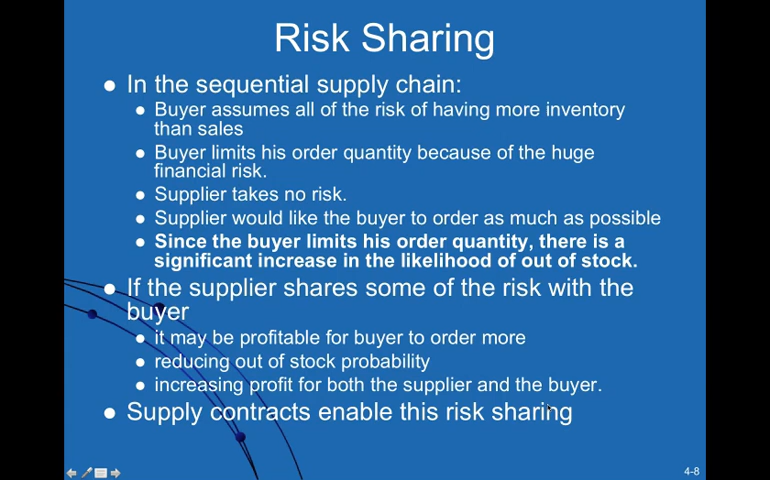 Risk Sharing
● In the sequential supply chain:
● Buyer assumes all of the risk of having more inventory
than sales
● Buyer limits his order quantity because of the huge
financial risk.
● Supplier takes no risk.
● Supplier would like the buyer to order as much as possible
● Since the buyer limits his order quantity, there is a
significant increase in the likelihood of out of stock.
● If the supplier shares some of the risk with the
buyer
● it may be profitable for buyer to order more
● reducing out of stock probability
● increasing profit for both the supplier and the buyer.
● Supply contracts enable this risk sharing
4-8